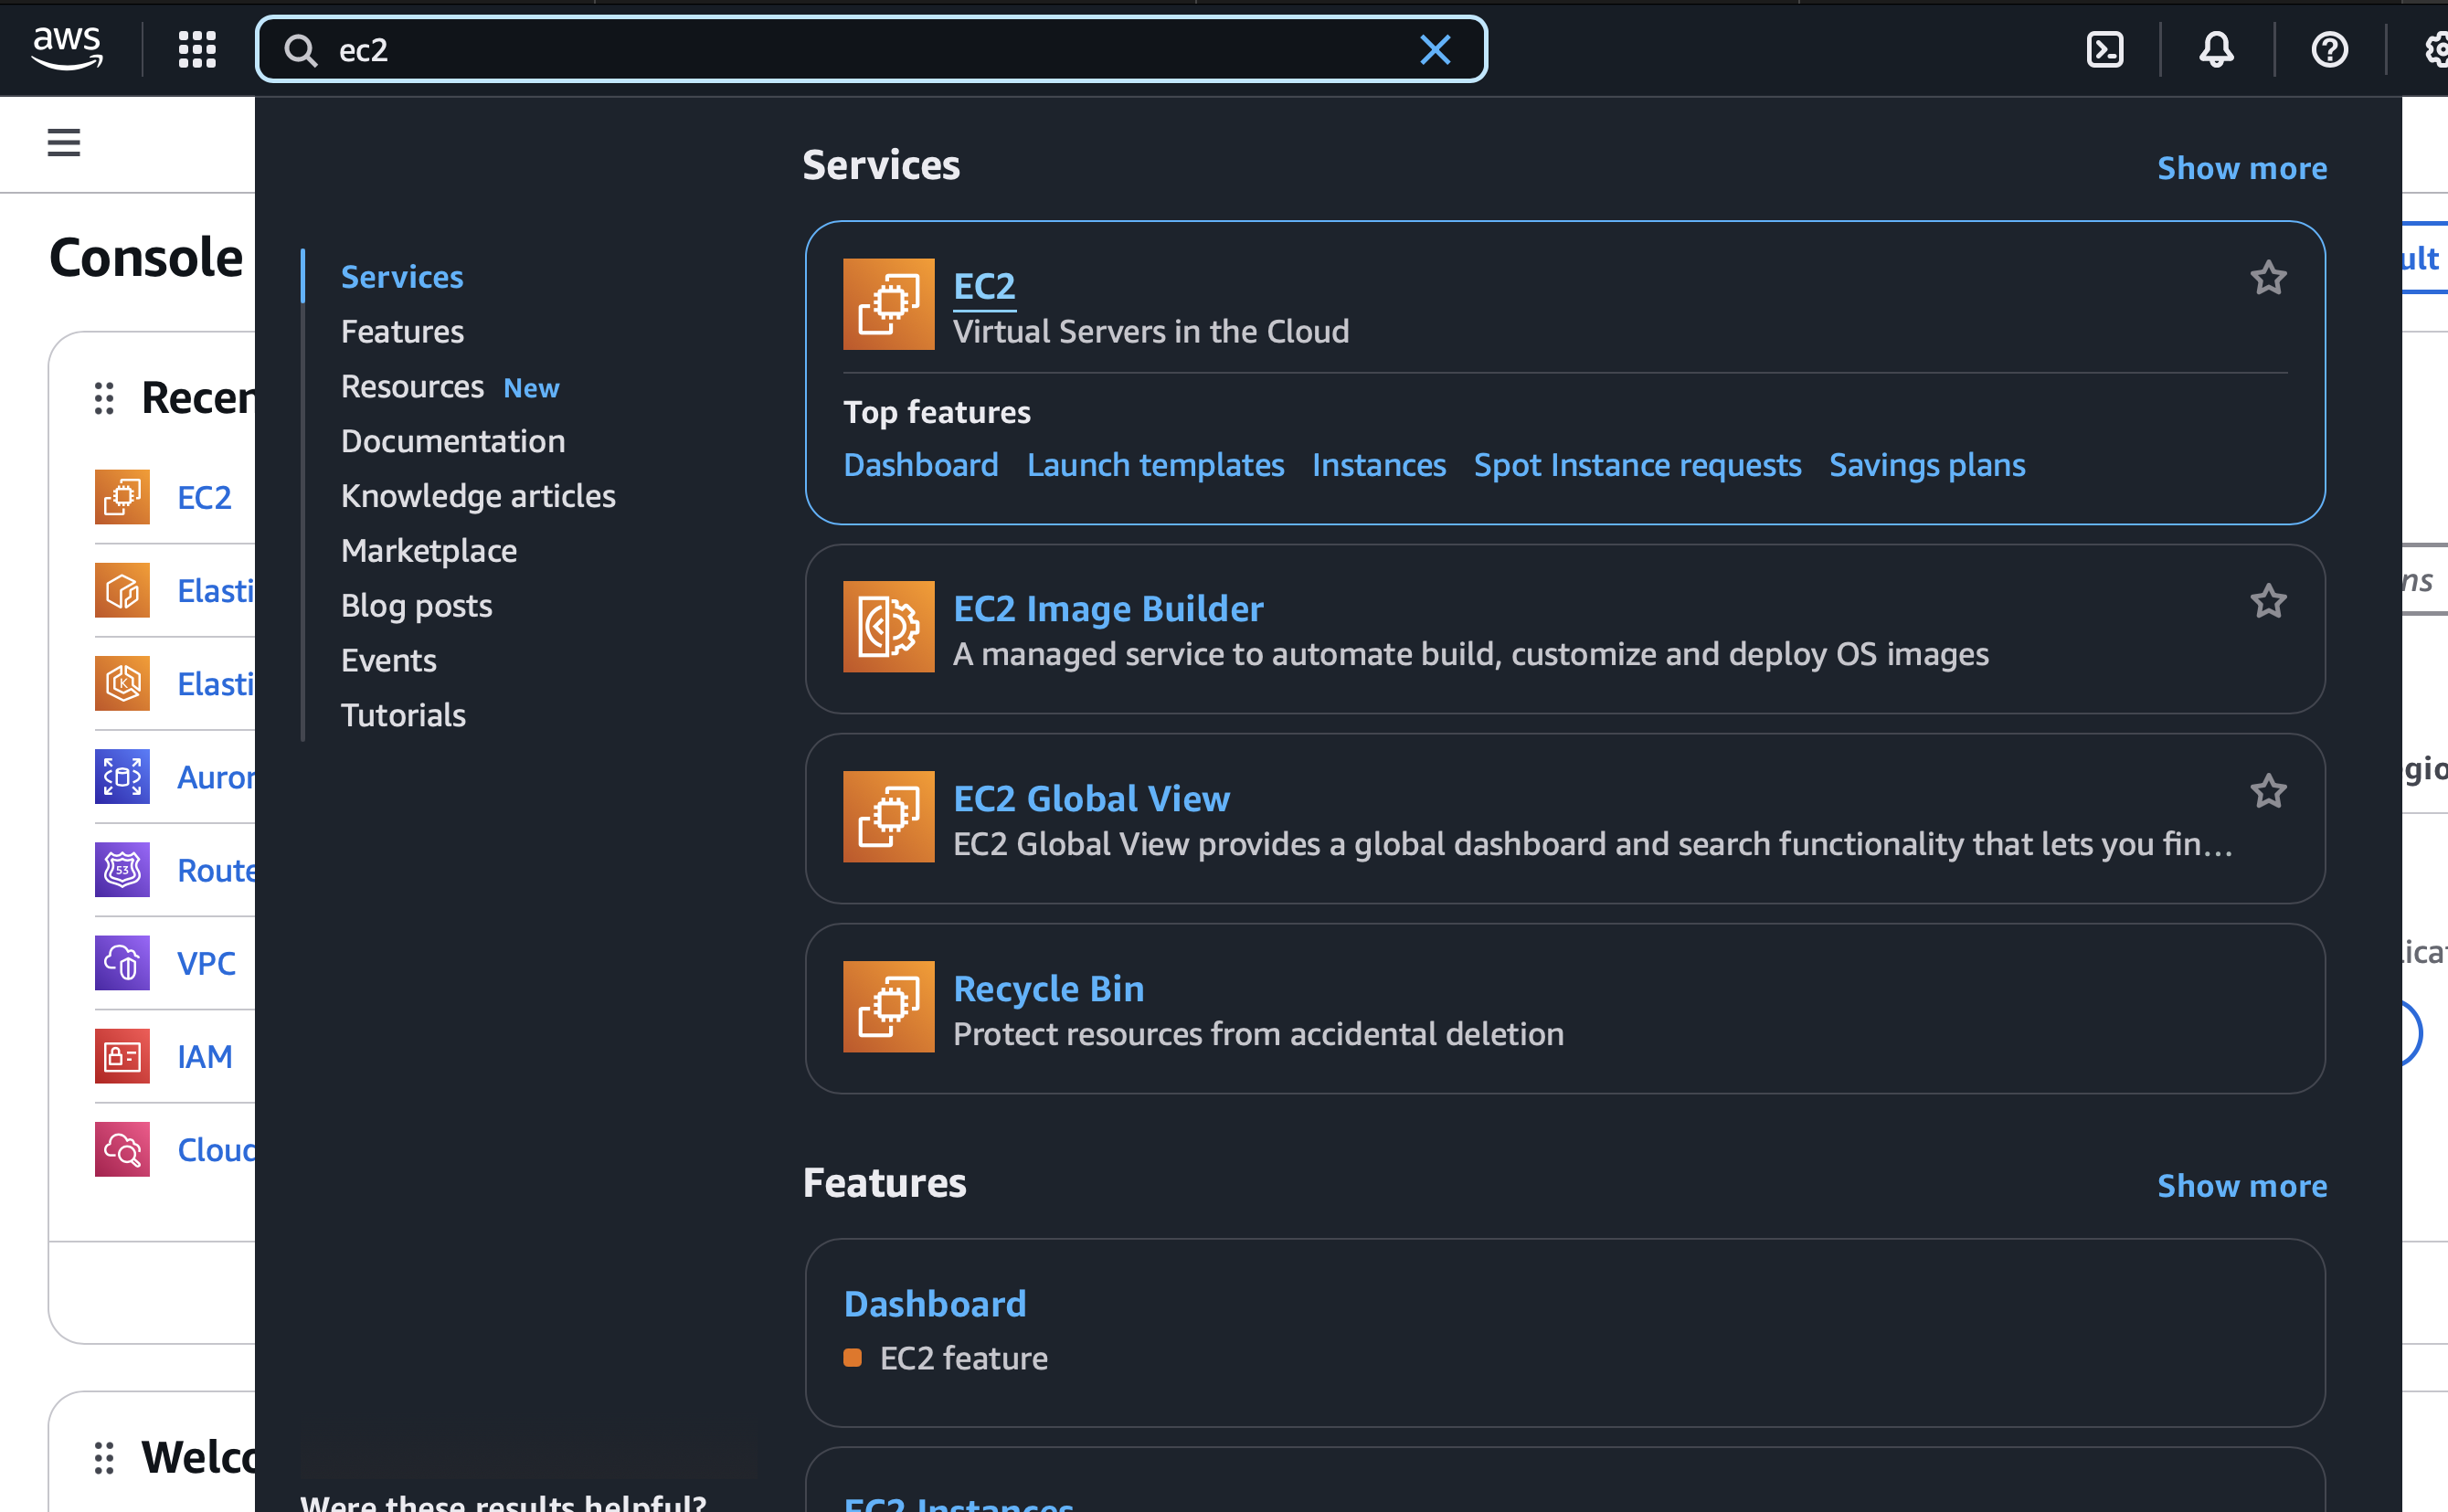 aws
ec2
Console
Recen
EC2
Elasti
Elasti
Auror
Route
53
VPC
IAM
Cloud
Welco
Services
Features
Resources New
Documentation
Knowledge articles
Marketplace
Blog posts
Events
Tutorials
Were these results helpful?
Services
Show more
EC2
Virtual Servers in the Cloud
Top features
Dashboard Launch templates Instances Spot Instance requests Savings plans
EC2 Image Builder
A managed service to automate build, customize and deploy OS images
EC2 Global View
EC2 Global View provides a global dashboard and search functionality that lets you fin...
Recycle Bin
Protect resources from accidental deletion
Features
Show more
Dashboard
EC2 feature
EC2 Instances
ult
ns
gio
licat